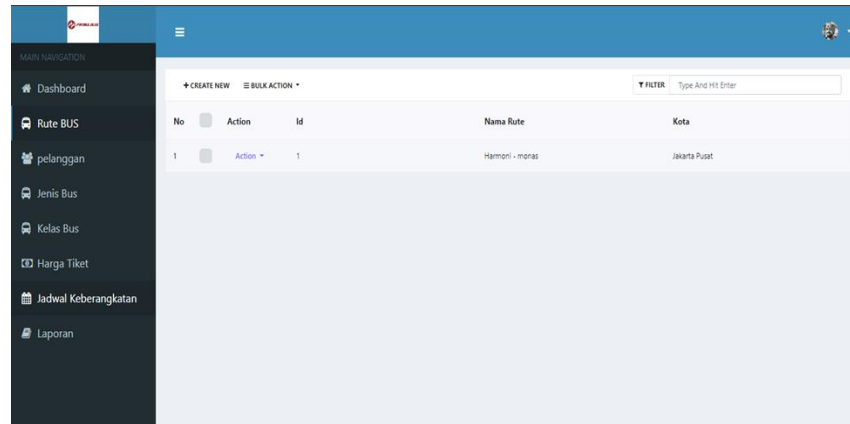 MAIN NAVIGATION
Dashboard
Rute BUS
pelanggan
Jenis Bus
Kelas Bus
Harga Tiket
Jadwal Keberangkatan
Laporan
CREATE NEW BULK ACTION
FILTER Type And Hit Enter
No Action Id Nama Rute Kota
1 Action 1 Harmoni - monas Jakarta Pusat